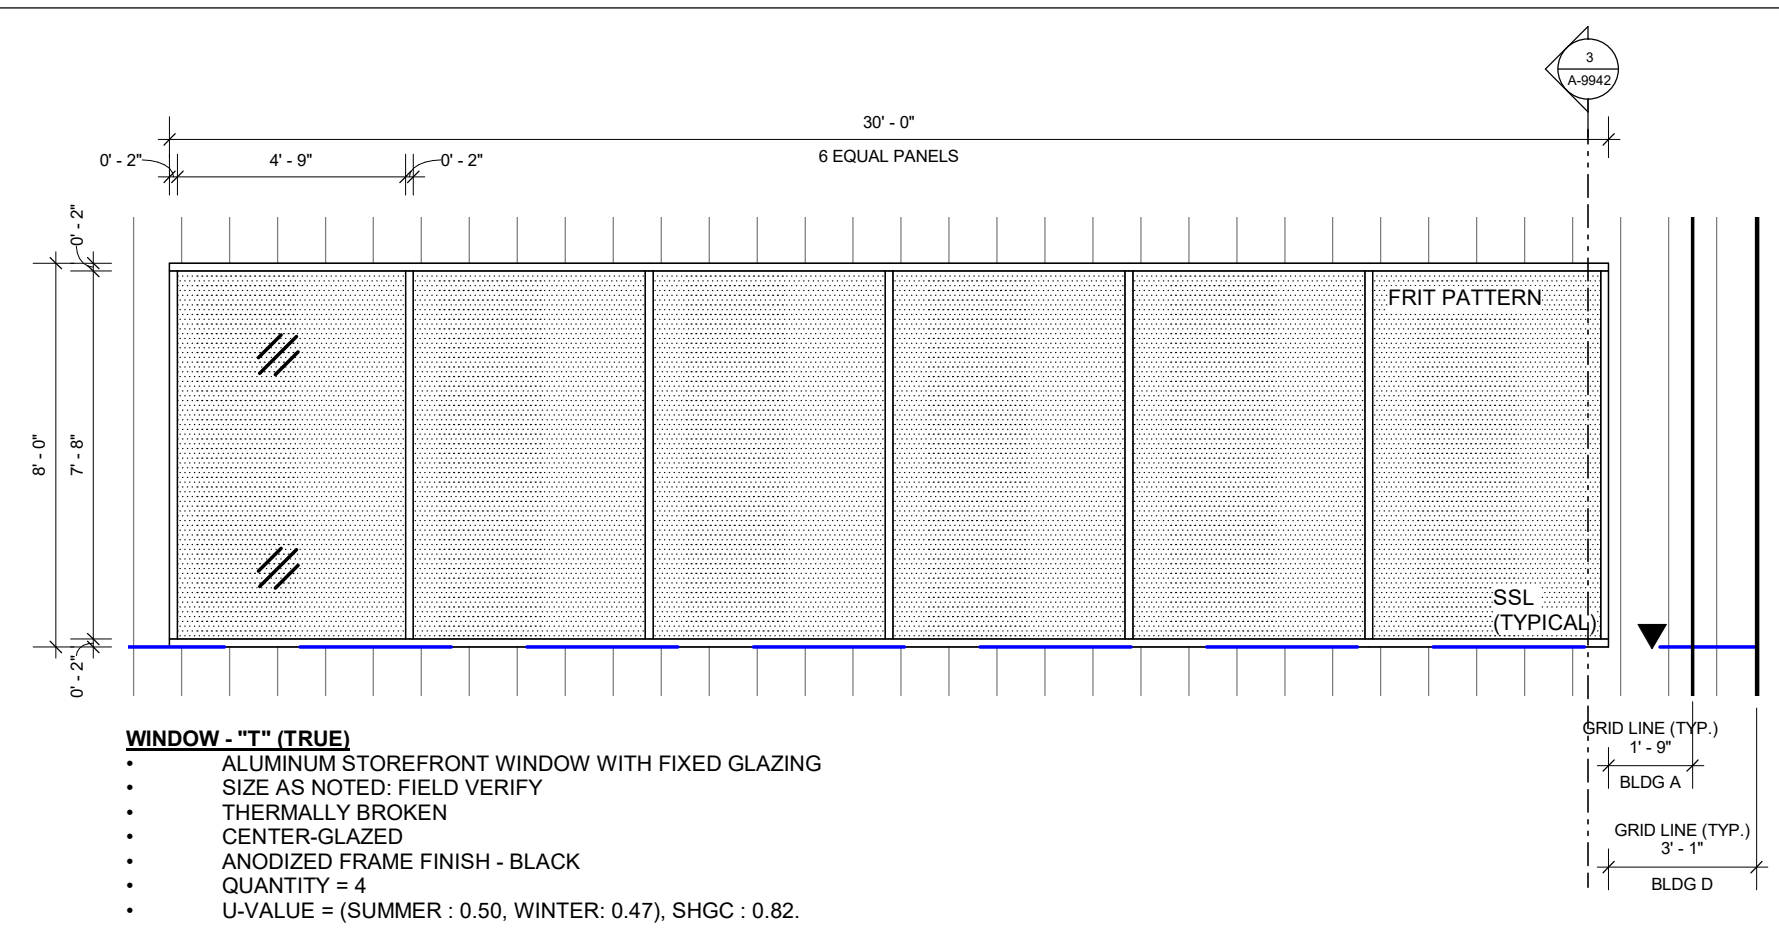 3
A-9942
30' - 0"
6 EQUAL PANELS
0' - 2"
4' - 9"
0' - 2"
0' - 2"
8' - 0"
7' - 8"
0' - 2"
FRIT PATTERN
SSL
(TYPICAL)
GRID LINE (TYP.)
1' - 9"
BLDG A
GRID LINE (TYP.)
3' - 1"
BLDG D
WINDOW - "T" (TRUE)
• ALUMINUM STOREFRONT WINDOW WITH FIXED GLAZING
• SIZE AS NOTED: FIELD VERIFY
• THERMALLY BROKEN
• CENTER-GLAZED
• ANODIZED FRAME FINISH - BLACK
• QUANTITY = 4
• U-VALUE = (SUMMER : 0.50, WINTER: 0.47), SHGC : 0.82.